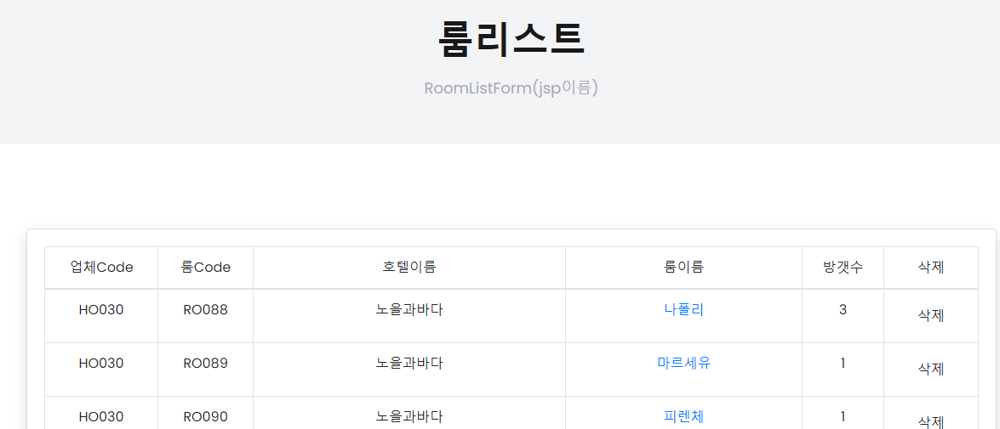 룸리스트
RoomListForm(jsp이름)
업체Code 룸Code 호텔이름 룸이름 방갯수 삭제
HO030 RO088 노을과바다 나폴리 3 삭제
HO030 RO089 노을과바다 마르세유 1 삭제
HO030 RO090 노을과바다 피렌체 1 삭제